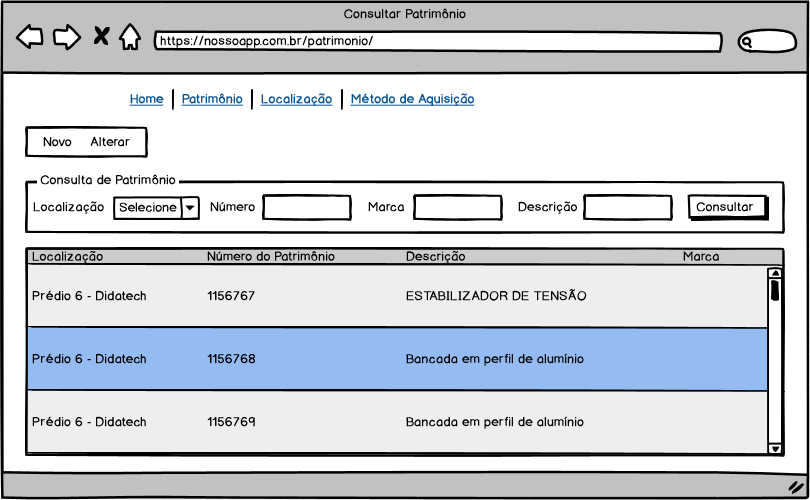 Consultar Patrimônio
https://nossoapp.com.br/patrimonio/
Home Patrimônio Localização Método de Aquisição
Novo Alterar
Consulta de Patrimônio
Localização Selecione Número Marca Descrição Consultar
Localização Número do Patrimônio Descrição Marca
Prédio 6 - Didatech 1156767 ESTABILIZADOR DE TENSÃO
Prédio 6 - Didatech 1156768 Bancada em perfil de alumínio
Prédio 6 - Didatech 1156769 Bancada em perfil de alumínio